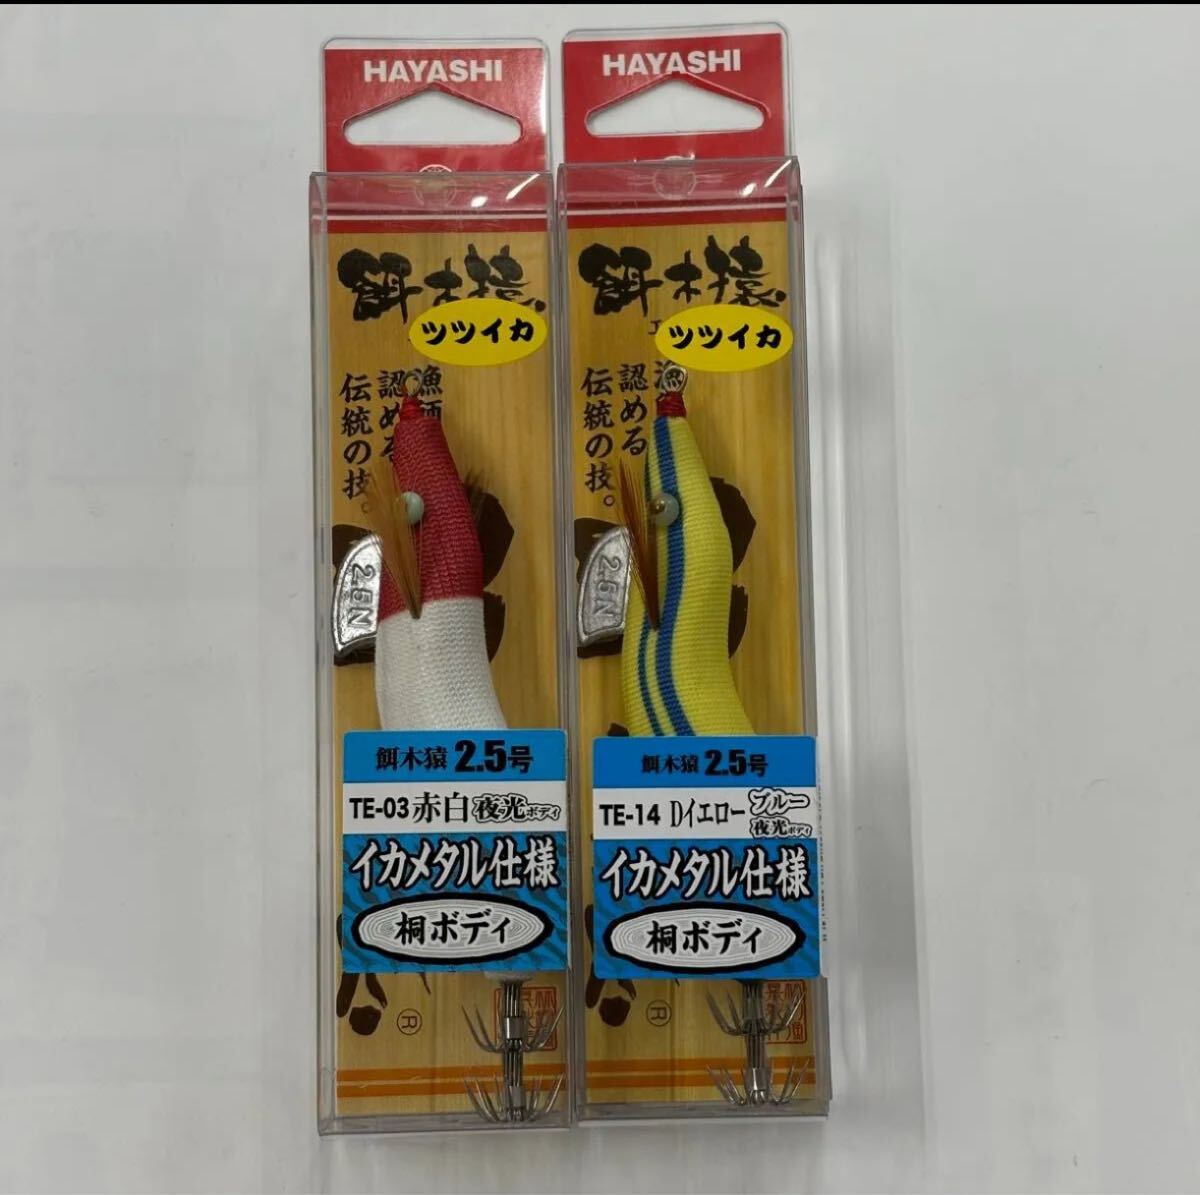 HAYASHI
餌木猿
ツツイカ
漁師
認める
伝統の技。
2.5N
餌木猿 2.5号
TE-03 赤白 夜光ボディ
イカメタル仕様
桐ボディ
®
HAYASHI
餌木猿
ツツイカ
漁
認める
伝統の技。
2.5N
餌木猿 2.5号
TE-14 Dイエロー ブルー
夜光ボディ
イカメタル仕様
桐ボディ
®